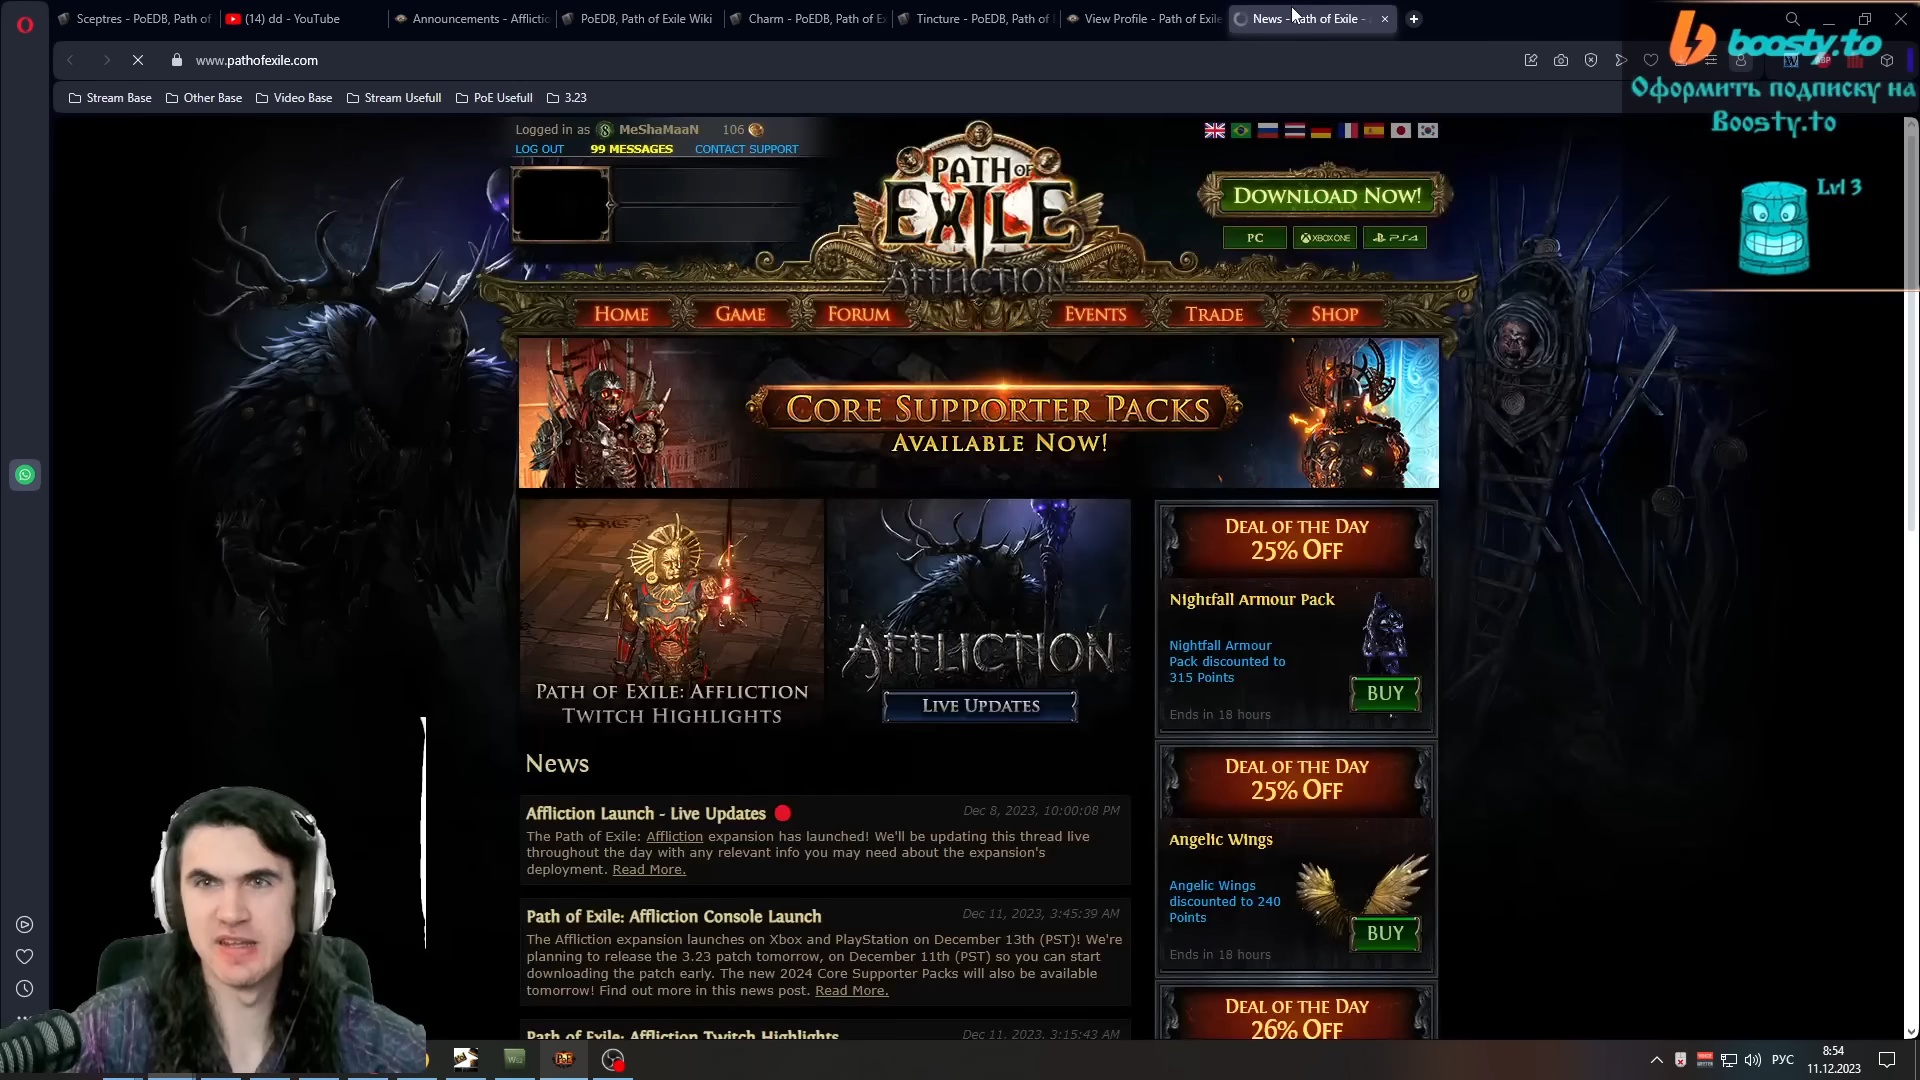 Sceptres - PoEDB, Path of
(14) dd - YouTube
Announcements - Afflictic
PoEDB, Path of Exile Wiki
Charm - PoEDB, Path of Ex
Tincture - PoEDB, Path of
View Profile - Path of Exile
News - Path of Exile -
www.pathofexile.com
Stream Base
Other Base
Video Base
Stream Usefull
PoE Usefull
3.23
boosty.to
Оформить подписку на
Boosty.to
Lvl 3
Logged in as MeShaMaaN 106
LOG OUT
99 MESSAGES
CONTACT SUPPORT
PATH OF
EXILE
AFFLICTION
DOWNLOAD NOW!
PC
XBOX ONE
PS4
HOME
GAME
FORUM
EVENTS
TRADE
SHOP
CORE SUPPORTER PACKS
AVAILABLE NOW!
PATH OF EXILE: AFFLICTION
TWITCH HIGHLIGHTS
AFFLICTION
LIVE UPDATES
DEAL OF THE DAY
25% OFF
Nightfall Armour Pack
Nightfall Armour
Pack discounted to
315 Points
BUY
Ends in 18 hours
News
Affliction Launch - Live Updates
Dec 8, 2023, 10:00:08 PM
The Path of Exile: Affliction expansion has launched! We'll be updating this thread live
throughout the day with any relevant info you may need about the expansion's
deployment. Read More.
DEAL OF THE DAY
25% OFF
Angelic Wings
Angelic Wings
discounted to 240
Points
BUY
Ends in 18 hours
Path of Exile: Affliction Console Launch
Dec 11, 2023, 3:45:39 AM
The Affliction expansion launches on Xbox and PlayStation on December 13th (PST)! We're
planning to release the 3.23 patch tomorrow, on December 11th (PST) so you can start
downloading the patch early. The new 2024 Core Supporter Packs will also be available
tomorrow! Find out more in this news post. Read More.
DEAL OF THE DAY
26% OFF
Path of Exile: Affliction Twitch Highlights
Dec 11, 2023, 3:15:43 AM
РУС
8:54
11.12.2023